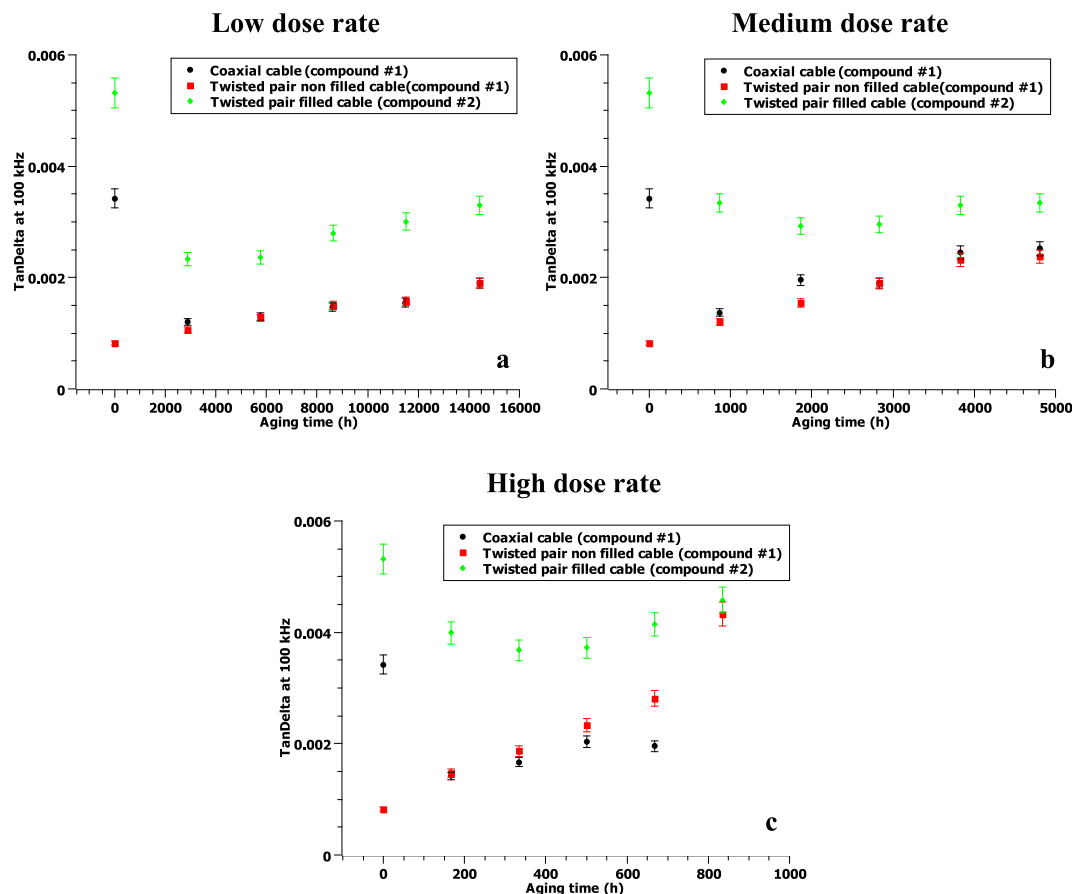 Low dose rate
0.006
0.004
0.002
0
TanDelta at 100 kHz
Coaxial cable (compound #1)
Twisted pair non filled cable(compound #1)
Twisted pair filled cable (compound #2)
a
0 2000 4000 6000 8000 10000 12000 14000 16000
Aging time (h)
Medium dose rate
0.006
0.004
0.002
0
TanDelta at 100 kHz
Coaxial cable (compound #1)
Twisted pair non filled cable (compound #1)
Twisted pair filled cable (compound #2)
b
0 1000 2000 3000 4000 5000
Aging time (h)
High dose rate
0.006
0.004
0.002
0
TanDelta at 100 kHz
Coaxial cable (compound #1)
Twisted pair non filled cable (compound #1)
Twisted pair filled cable (compound #2)
c
0 200 400 600 800 1000
Aging time (h)